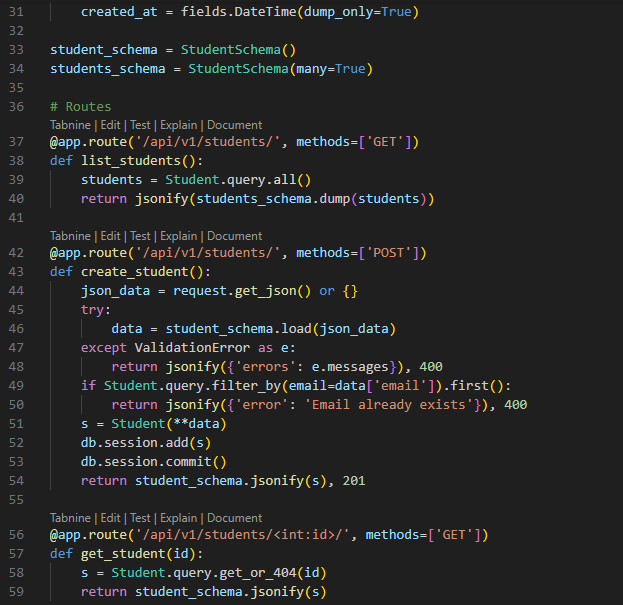 31 created_at = fields.DateTime(dump_only=True)
32
33 student_schema = StudentSchema()
34 students_schema = StudentSchema(many=True)
35
36 # Routes
Tabnine | Edit | Test | Explain | Document
37 @app.route('/api/v1/students/', methods=['GET'])
38 def list_students():
39     students = Student.query.all()
40     return jsonify(students_schema.dump(students))
41
Tabnine | Edit | Test | Explain | Document
42 @app.route('/api/v1/students/', methods=['POST'])
43 def create_student():
44     json_data = request.get_json() or {}
45     try:
46         data = student_schema.load(json_data)
47     except ValidationError as e:
48         return jsonify({'errors': e.messages}), 400
49     if Student.query.filter_by(email=data['email']).first():
50         return jsonify({'error': 'Email already exists'}), 400
51     s = Student(**data)
52     db.session.add(s)
53     db.session.commit()
54     return student_schema.jsonify(s), 201
55
Tabnine | Edit | Test | Explain | Document
56 @app.route('/api/v1/students/<int:id>/', methods=['GET'])
57 def get_student(id):
58     s = Student.query.get_or_404(id)
59     return student_schema.jsonify(s)